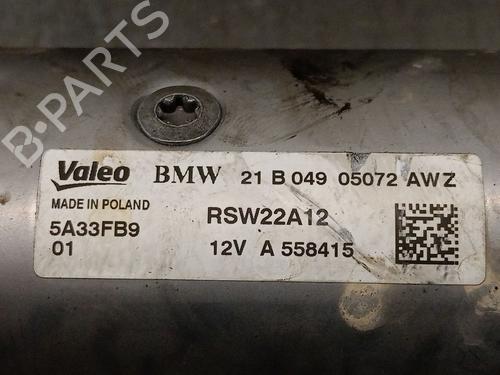 B-PARTS
Valeo BMW 21 B 049 05072 AWZ
MADE IN POLAND
5A33FB9 RSW22A12
01 12V A 558415